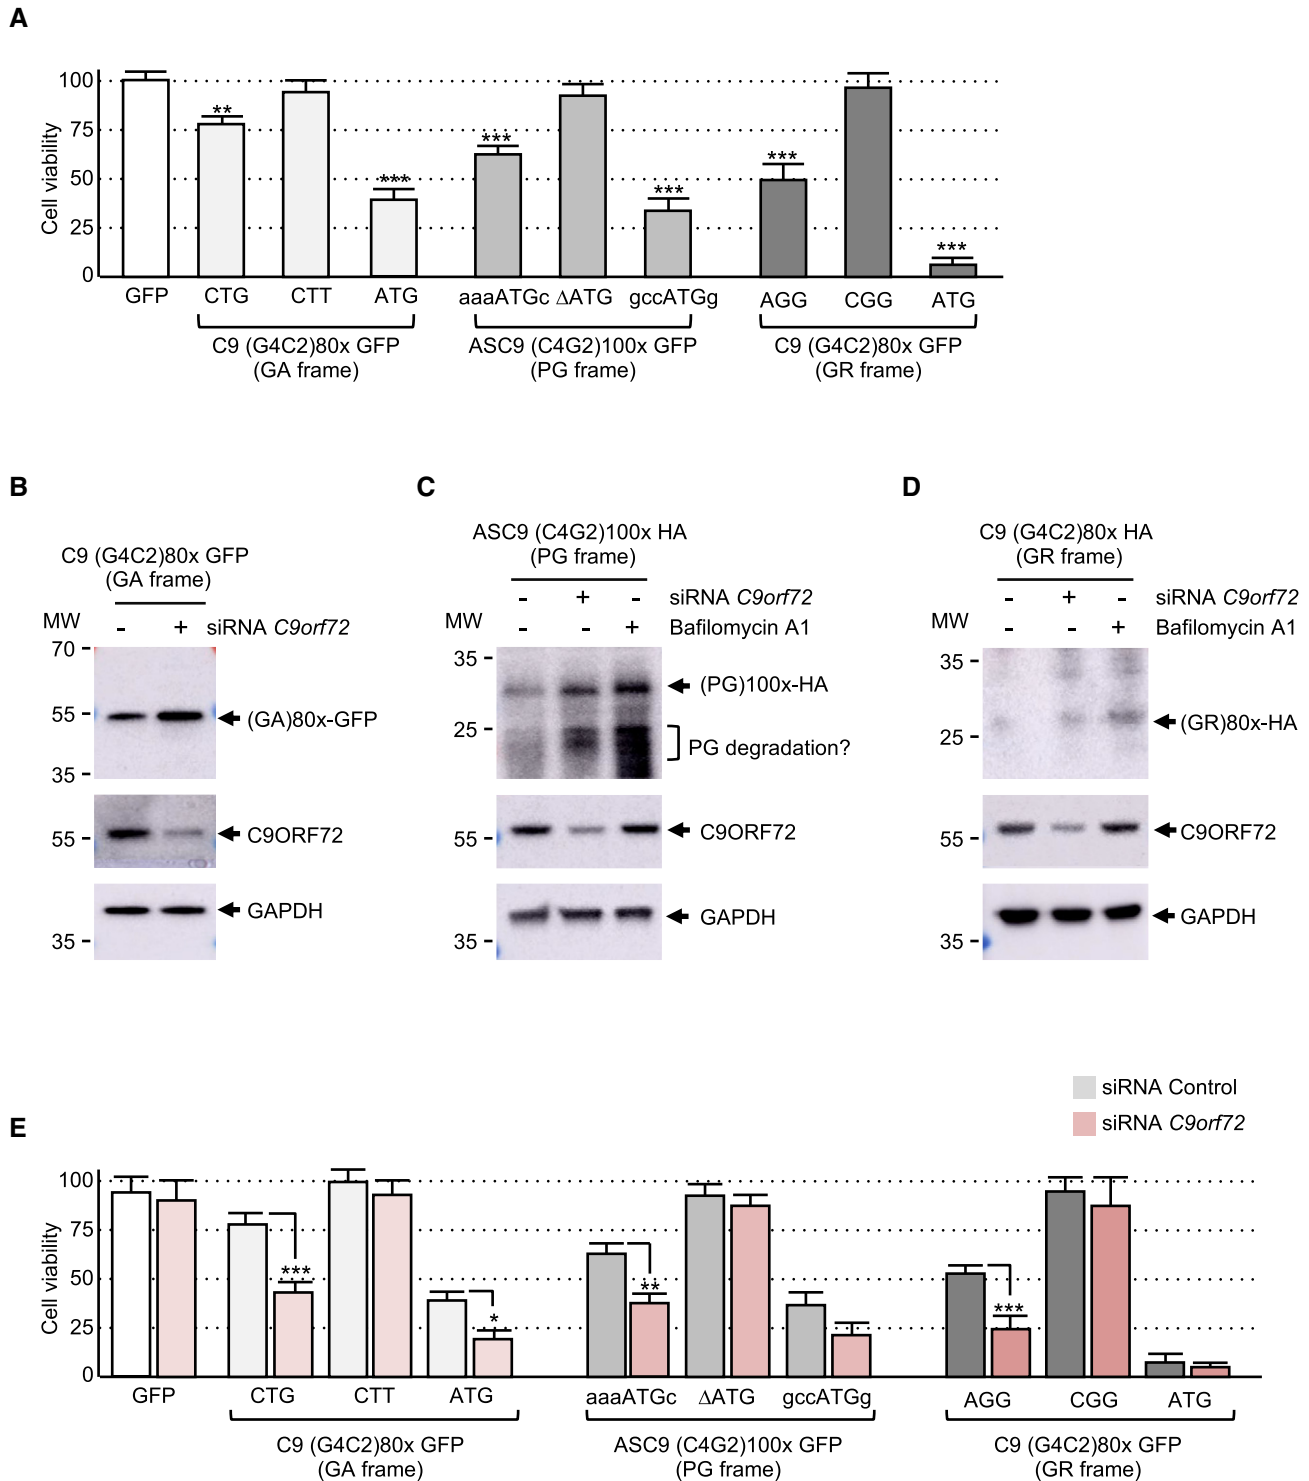 A
Cell viability
100
75
50
25
0
** *** *** *** *** ***
GFP CTG CTT ATG aaaATGc ΔATG gccATGg AGG CGG ATG
C9 (G4C2)80x GFP ASC9 (C4G2)100x GFP C9 (G4C2)80x GFP
(GA frame) (PG frame) (GR frame)
B
C9 (G4C2)80x GFP
(GA frame)
MW - + siRNA C9orf72
70
55
35
(GA)80x-GFP
55
C9ORF72
GAPDH
35
C
ASC9 (C4G2)100x HA
(PG frame)
- + - siRNA C9orf72
MW - - + Bafilomycin A1
35
(PG)100x-HA
25
PG degradation?
55
C9ORF72
GAPDH
35
D
C9 (G4C2)80x HA
(GR frame)
- + - siRNA C9orf72
MW - - + Bafilomycin A1
35
(GR)80x-HA
25
55
C9ORF72
GAPDH
35
siRNA Control
siRNA C9orf72
E
Cell viability
100
75
50
25
0
*** * ** ***
GFP CTG CTT ATG aaaATGc ΔATG gccATGg AGG CGG ATG
C9 (G4C2)80x GFP ASC9 (C4G2)100x GFP C9 (G4C2)80x GFP
(GA frame) (PG frame) (GR frame)